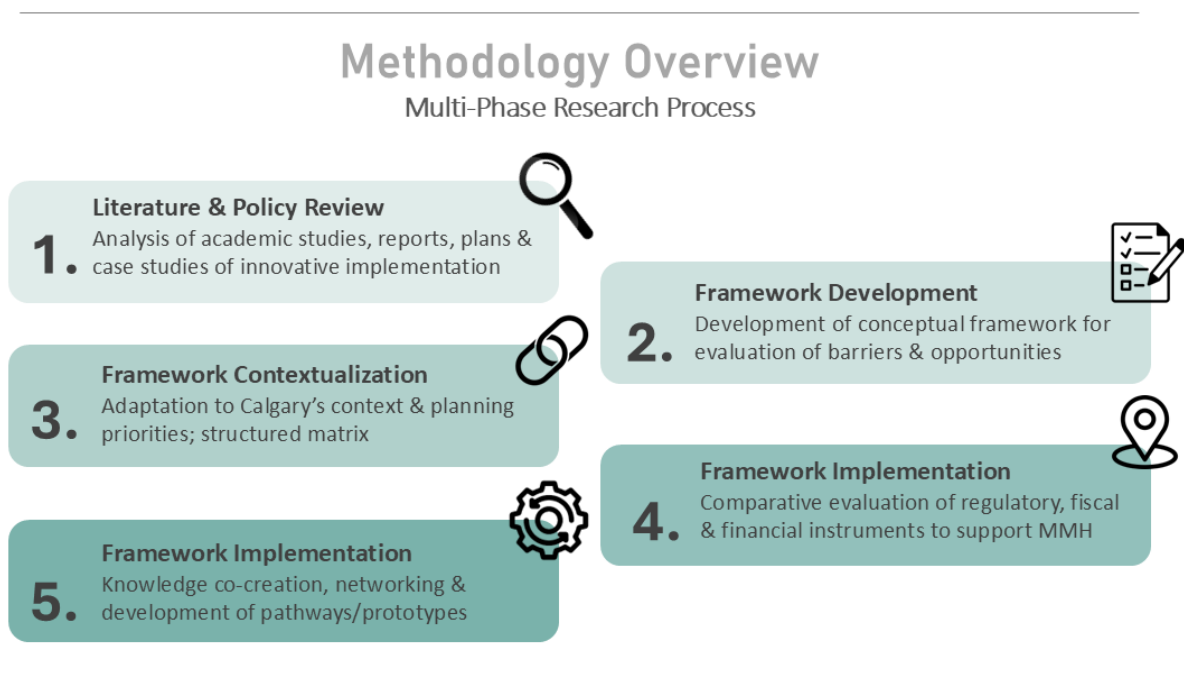 Methodology Overview
Multi-Phase Research Process
1.
Literature & Policy Review
Analysis of academic studies, reports, plans &
case studies of innovative implementation
2.
Framework Development
Development of conceptual framework for
evaluation of barriers & opportunities
3.
Framework Contextualization
Adaptation to Calgary's context & planning
priorities; structured matrix
4.
Framework Implementation
Comparative evaluation of regulatory, fiscal
& financial instruments to support MMH
5.
Framework Implementation
Knowledge co-creation, networking &
development of pathways/prototypes